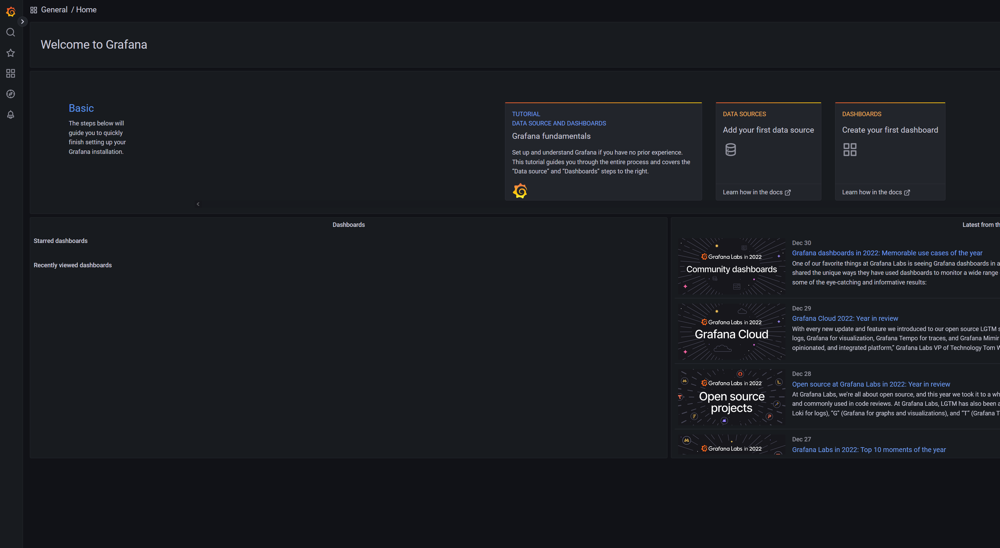 General / Home
Welcome to Grafana
Basic
The steps below will
guide you to quickly
finish setting up your
Grafana installation.
TUTORIAL
DATA SOURCE AND DASHBOARDS
Grafana fundamentals
Set up and understand Grafana if you have no prior experience.
This tutorial guides you through the entire process and covers the
“Data source” and “Dashboards” steps to the right.
DATA SOURCES
Add your first data source
Learn how in the docs
DASHBOARDS
Create your first dashboard
Learn how in the docs
Dashboards
Starred dashboards
Recently viewed dashboards
Latest from th
Grafana Labs in 2022
Community dashboards
Dec 30
Grafana dashboards in 2022: Memorable use cases of the year
One of our favorite things at Grafana Labs is seeing Grafana dashboards in a
shared the unique ways they have used dashboards to monitor a wide range
some of the eye-catching and informative results:
Grafana Labs in 2022
Grafana Cloud
Dec 29
Grafana Cloud 2022: Year in review
With every new update and feature we introduced to our open source LGTM s
logs, Grafana for visualization, Grafana Tempo for traces, and Grafana Mimir
opinionated, and integrated platform,” Grafana Labs VP of Technology Tom W
Grafana Labs in 2022
Open source
projects
Dec 28
Open source at Grafana Labs in 2022: Year in review
At Grafana Labs, we’re all about open source, and this year we took it to a wh
and commonly used in code reviews. At Grafana Labs, LGTM has also been a
Loki for logs), “G” (Grafana for graphs and visualizations), and “T” (Grafana T
Grafana Labs in 2022
Dec 27
Grafana Labs in 2022: Top 10 moments of the year